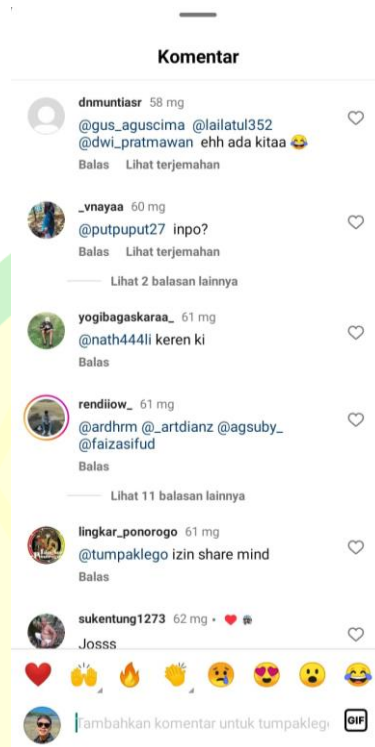 Komentar
dnmuntiasr 58 mg
@gus_aguscima @lailatul352
@dwi_pratmawan ehh ada kitaa 😂
Balas Lihat terjemahan
_vnayaa 60 mg
@putpuput27 inpo?
Balas Lihat terjemahan
Lihat 2 balasan lainnya
yogibagaskaraa_ 61 mg
@nath444li keren ki
Balas
rendiiow_ 61 mg
@ardhrm @_artdianz @agsuby_
@faizasifud
Balas
Lihat 11 balasan lainnya
lingkar_ponorogo 61 mg
@tumpaklego izin share mind
Balas
sukentung1273 62 mg
Josss
Tambahkan komentar untuk tumpakleg
GIF